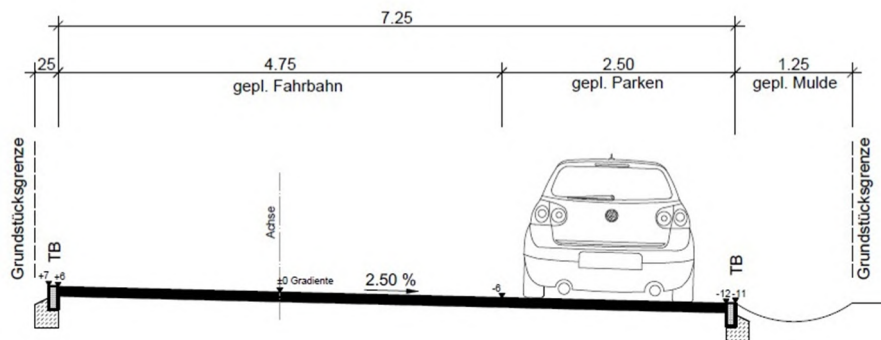 7.25
25 4.75 2.50 1.25
gepl. Fahrbahn gepl. Parken gepl. Mulde
Grundstücksgrenze
TB
Achse
TB
Grundstücksgrenze
+7 +6
±0 Gradiente 2.50 %
-6
-12 -11